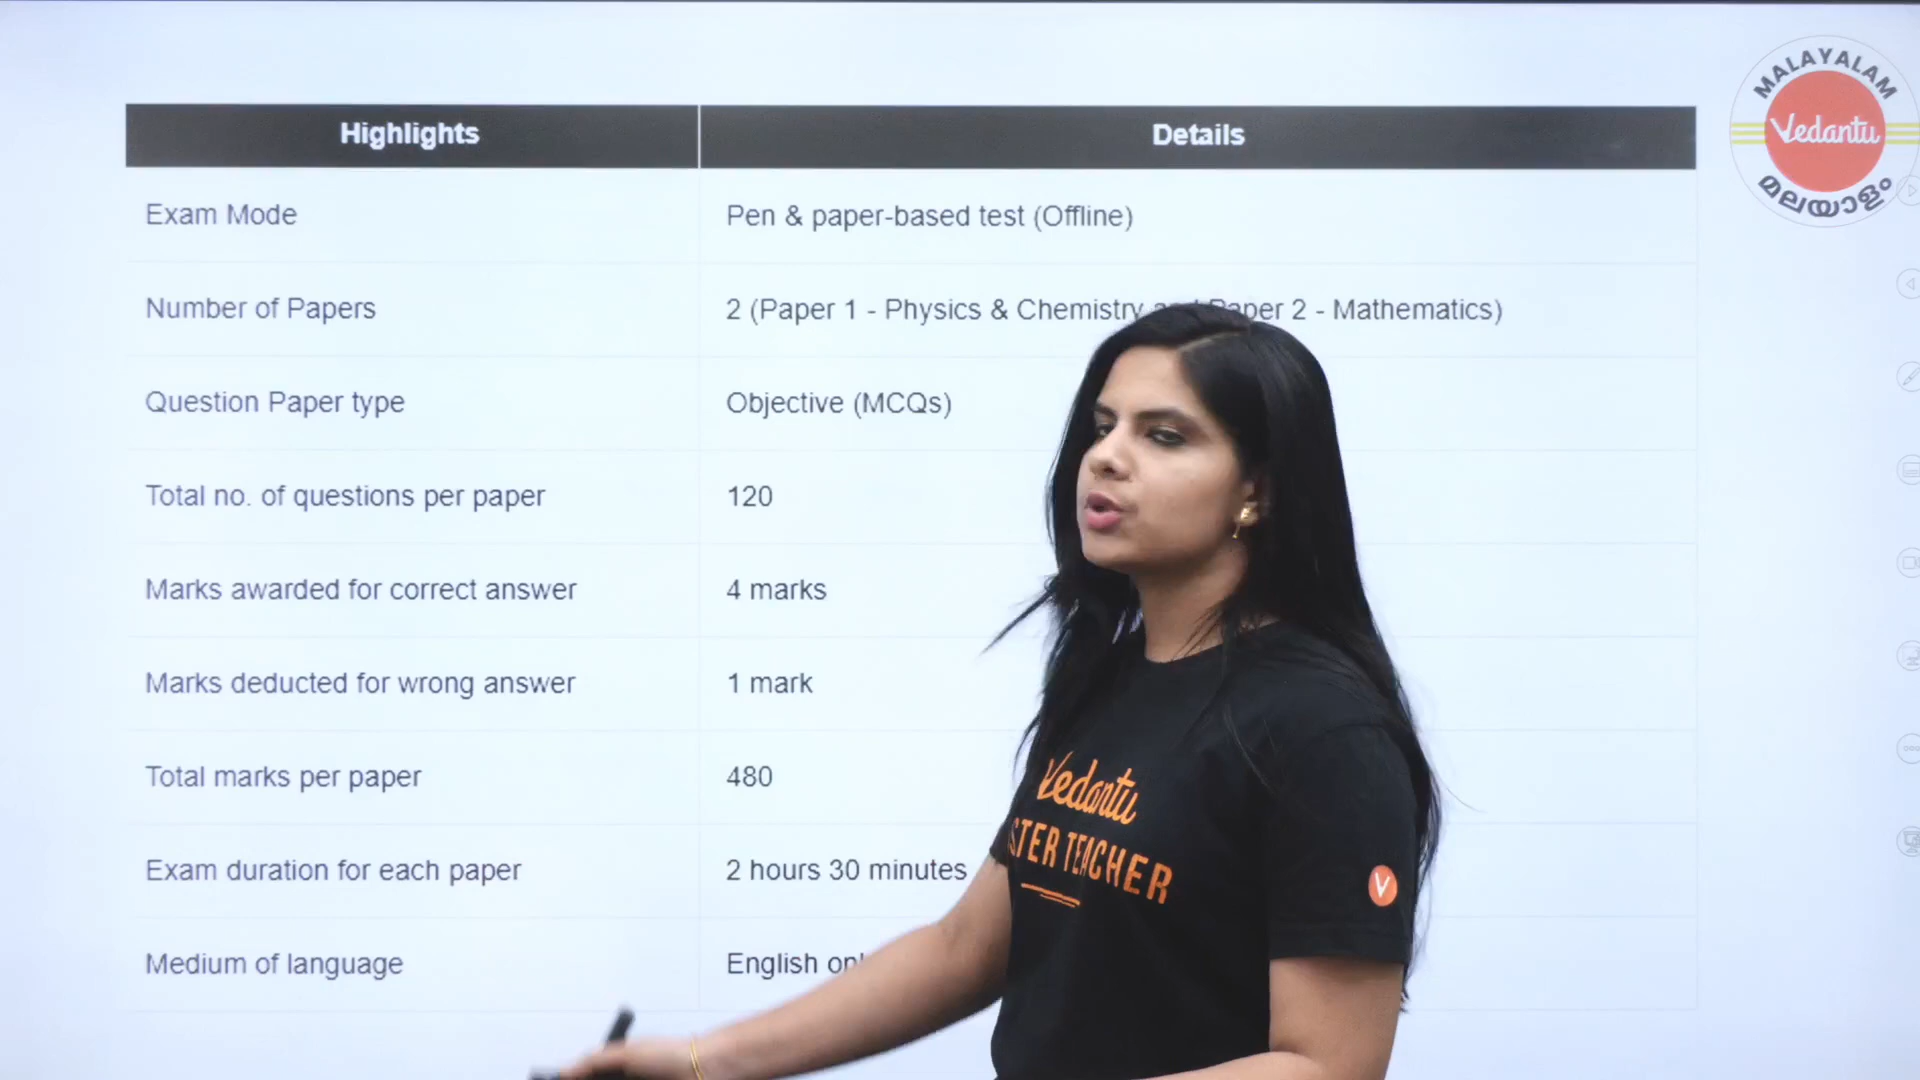 MALAYALAM
Vedantu
മലയാളം
Highlights
Details
Exam Mode
Pen & paper-based test (Offline)
Number of Papers
2 (Paper 1 - Physics & Chemistry and Paper 2 - Mathematics)
Question Paper type
Objective (MCQs)
Total no. of questions per paper
120
Marks awarded for correct answer
4 marks
Marks deducted for wrong answer
1 mark
Total marks per paper
480
Exam duration for each paper
2 hours 30 minutes
Medium of language
English
Vedantu
TEACHER
V